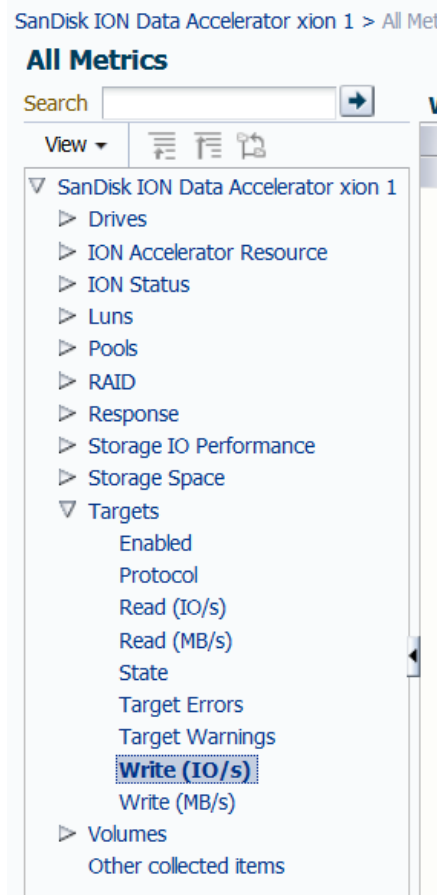 SanDisk ION Data Accelerator xion 1 > All Met
All Metrics
Search
View
SanDisk ION Data Accelerator xion 1
Drives
ION Accelerator Resource
ION Status
Luns
Pools
RAID
Response
Storage IO Performance
Storage Space
Targets
Enabled
Protocol
Read (IO/s)
Read (MB/s)
State
Target Errors
Target Warnings
Write (IO/s)
Write (MB/s)
Volumes
Other collected items